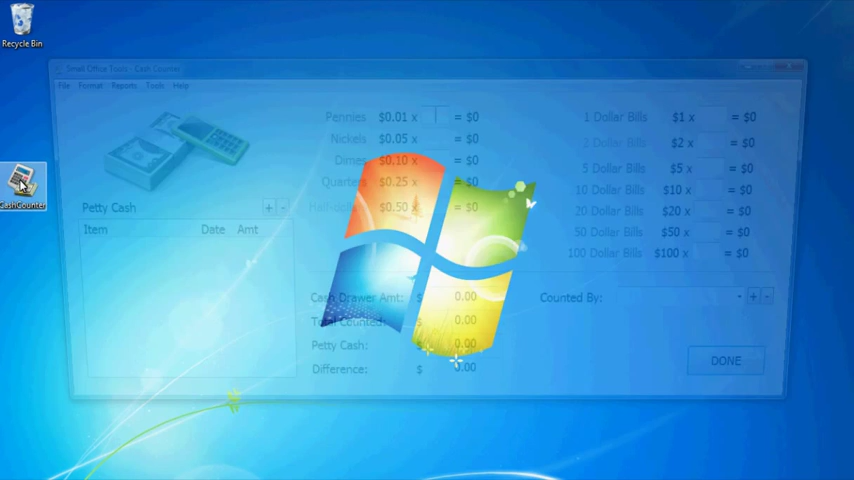 Recycle Bin
CashCounter
Small Office Tools - Cash Counter
File Format Reports Tools Help
Petty Cash + -
Item Date Amt
Pennies $0.01 x = $0
Nickels $0.05 x = $0
Dimes $0.10 x = $0
Quarters $0.25 x = $0
Half-dollars $0.50 x = $0
1 Dollar Bills $1 x = $0
2 Dollar Bills $2 x = $0
5 Dollar Bills $5 x = $0
10 Dollar Bills $10 x = $0
20 Dollar Bills $20 x = $0
50 Dollar Bills $50 x = $0
100 Dollar Bills $100 x = $0
Cash Drawer Amt: $ 0.00
Total Counted: $ 0.00
Petty Cash: $ 0.00
Difference: $ 0.00
Counted By: + -
DONE